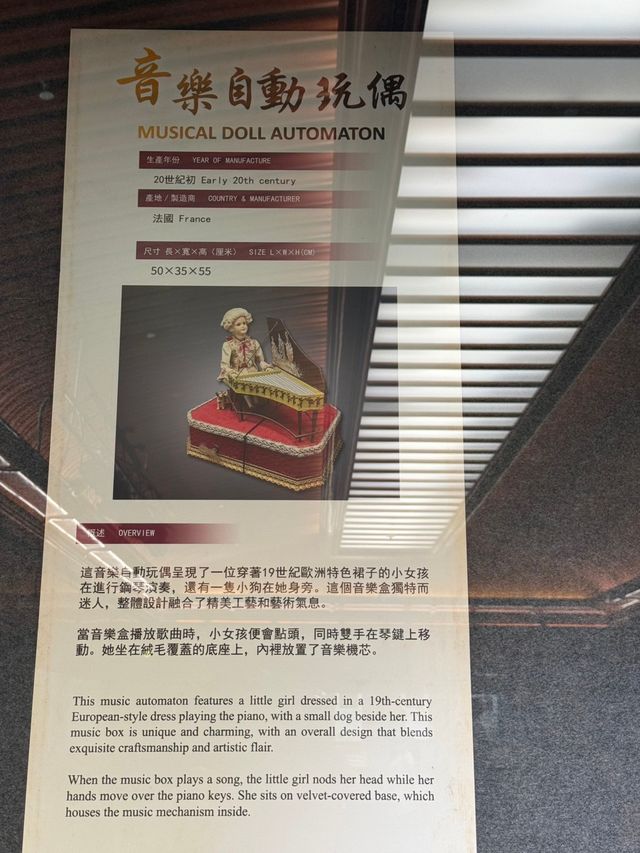 音樂自動玩偶
MUSICAL DOLL AUTOMATON
生產年份 YEAR OF MANUFACTURE
20世紀初 Early 20th century
產地／製造商 COUNTRY & MANUFACTURER
法國 France
尺寸 長×寬×高（厘米） SIZE L×W×H(CM)
50×35×55
概述 OVERVIEW
這音樂自動玩偶呈現了一位穿著19世紀歐洲特色裙子的小女孩
在進行鋼琴演奏，還有一隻小狗在她身旁。這個音樂盒獨特而
迷人，整體設計融合了精美工藝和藝術氣息。
當音樂盒播放歌曲時，小女孩便會點頭，同時雙手在琴鍵上移
動。她坐在絨毛覆蓋的底座上，內裡放置了音樂機芯。
This music automaton features a little girl dressed in a 19th-century
European-style dress playing the piano, with a small dog beside her. This
music box is unique and charming, with an overall design that blends
exquisite craftsmanship and artistic flair.
When the music box plays a song, the little girl nods her head while her
hands move over the piano keys. She sits on velvet-covered base, which
houses the music mechanism inside.